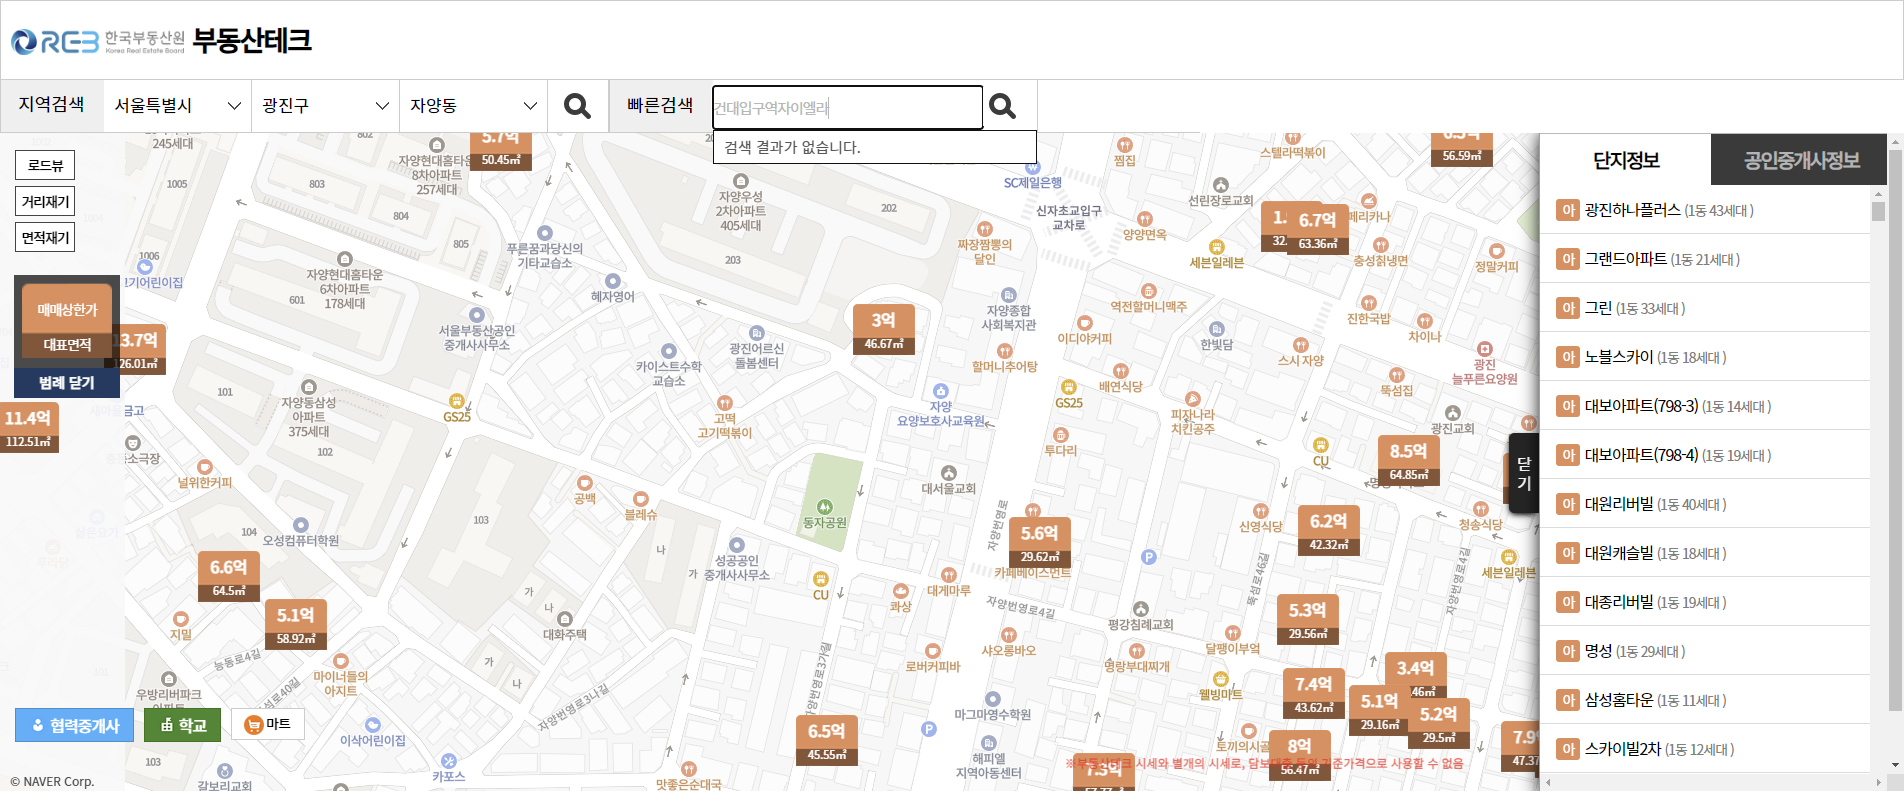 REB 한국부동산원 Korea Real Estate Board 부동산테크
지역검색 서울특별시 광진구 자양동 빠른검색 건대입구역자이엘라
검색 결과가 없습니다.
로드뷰
거리재기
면적재기
매매상한가
대표면적
범례 닫기
단지정보 공인중개사정보
아 광진하나플러스 (1동 43세대 )
아 그랜드아파트 (1동 21세대 )
아 그린 (1동 33세대 )
아 노블스카이 (1동 18세대 )
아 대보아파트(798-3) (1동 14세대 )
아 대보아파트(798-4) (1동 19세대 )
아 대원리버빌 (1동 40세대 )
아 대원캐슬빌 (1동 18세대 )
아 대종리버빌 (1동 19세대 )
아 명성 (1동 29세대 )
아 삼성홈타운 (1동 11세대 )
아 스카이빌2차 (1동 12세대 )
닫
기
245세대
1005
1006
802
803
804
805
601
자양현대홈타운
8차아파트
257세대
5.7억
50.45㎡
자양우성
2차아파트
405세대
202
203
SC제일은행
신자초교입구
교차로
찜집
스텔라떡볶이
6.3억
56.59㎡
선린장로교회
페리카나
6.7억
63.36㎡
양양면옥
세븐일레븐
충성칡냉면
정말커피
짜장짬뽕의
달인
푸른꿈과당신의
기타교습소
자양현대홈타운
6차아파트
178세대
혜자영어
서울부동산공인
중개사사무소
카이스트수학
교습소
광진어르신
돌봄센터
3억
46.67㎡
자양종합
사회복지관
할머니추어탕
이디야커피
역전할머니맥주
한빛담
진한국밥
차이나
스시 자양
광진
늘푸른요양원
뚝섬집
배연식당
피자나라
치킨공주
GS25
자양
요양보호사교육원
투다리
광진교회
CU
8.5억
64.85㎡
13.7억
126.01㎡
11.4억
112.51㎡
101
자양동삼성
아파트
375세대
102
103
104
GS25
고떡
고기떡볶이
널위한커피
오성컴퓨터학원
공백
블레슈
동자공원
대서울교회
자양번영로
5.6억
29.62㎡
카페베이스먼트
신영식당
6.2억
42.32㎡
청송식당
세븐일레븐
자양번영로4길
뚝섬로46길
6.6억
64.5㎡
5.1억
58.92㎡
성공공인
중개사사무소
CU
콰상
대게마루
자양번영로4길
평강침례교회
5.3억
29.56㎡
달팽이부엌
명랑부대찌개
웰빙마트
가
나
가
나
가
나
대화주택
지밀
능동로4길
마이너들의
아지트
우방리버파크
자양번영로3나길
자양번영로3가길
로버커피바
샤오롱바오
마그마영수학원
7.4억
43.62㎡
3.4억
5.1억
29.16㎡
5.2억
29.5㎡
8억
56.47㎡
6.5억
45.55㎡
해피엘
지역아동센터
협력중개사 학교 마트
이삭어린이집
카포스
갈보리교회
맛좋은순대국
103
© NAVER Corp.
※부동산테크 시세와 별개의 시세로, 담보대출 등의 기준가격으로 사용할 수 없음